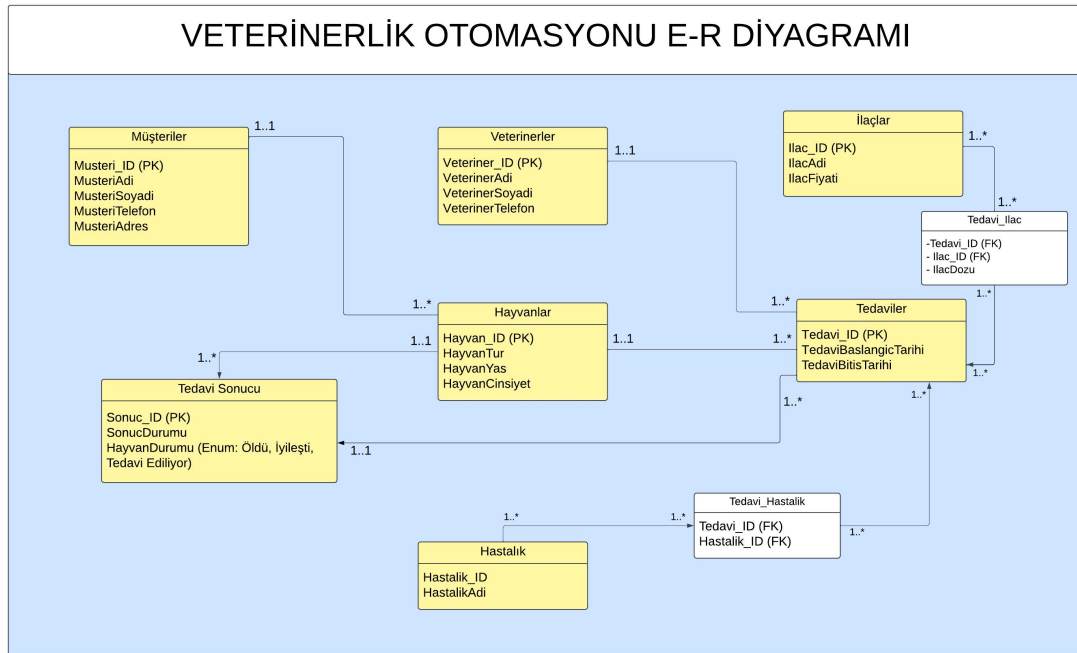 VETERİNERLİK OTOMASYONU E-R DİYAGRAMI
Müşteriler
Musteri_ID (PK)
MusteriAdi
MusteriSoyadi
MusteriTelefon
MusteriAdres
1..1
Veterinerler
Veteriner_ID (PK)
VeterinerAdi
VeterinerSoyadi
VeterinerTelefon
1..1
İlaçlar
Ilac_ID (PK)
IlacAdi
IlacFiyati
1..*
1..*
Tedavi_Ilac
-Tedavi_ID (FK)
- Ilac_ID (FK)
- IlacDozu
1..*
1..*
Hayvanlar
Hayvan_ID (PK)
HayvanTur
HayvanYas
HayvanCinsiyet
1..1
1..1
1..*
1..*
1..*
Tedaviler
Tedavi_ID (PK)
TedaviBaslangicTarihi
TedaviBitisTarihi
1..*
1..*
1..*
Tedavi Sonucu
Sonuc_ID (PK)
SonucDurumu
HayvanDurumu (Enum: Öldü, İyileşti,
Tedavi Ediliyor)
1..1
1..*
Tedavi_Hastalik
Tedavi_ID (FK)
Hastalik_ID (FK)
1..*
1..*
1..*
Hastalık
Hastalik_ID
HastalikAdi